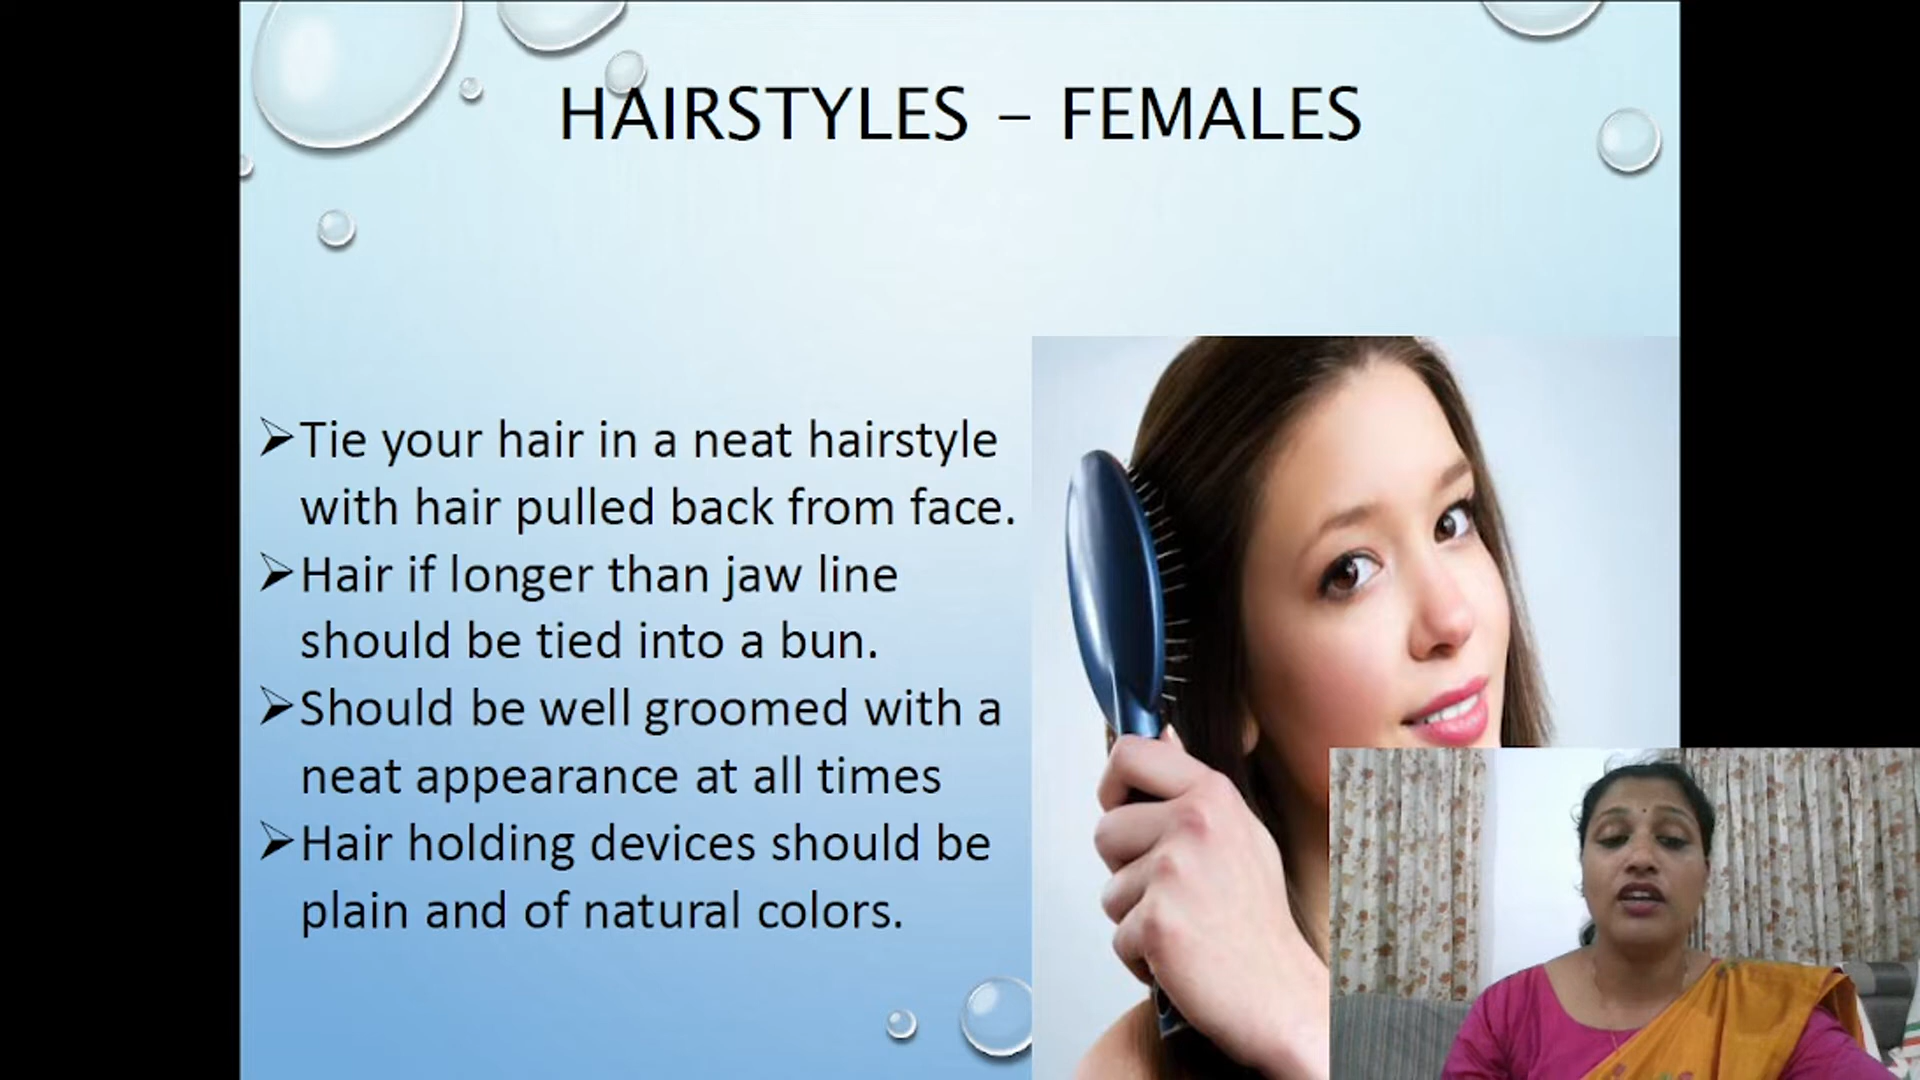 HAIRSTYLES – FEMALES
➢Tie your hair in a neat hairstyle
with hair pulled back from face.
➢Hair if longer than jaw line
should be tied into a bun.
➢Should be well groomed with a
neat appearance at all times
➢Hair holding devices should be
plain and of natural colors.